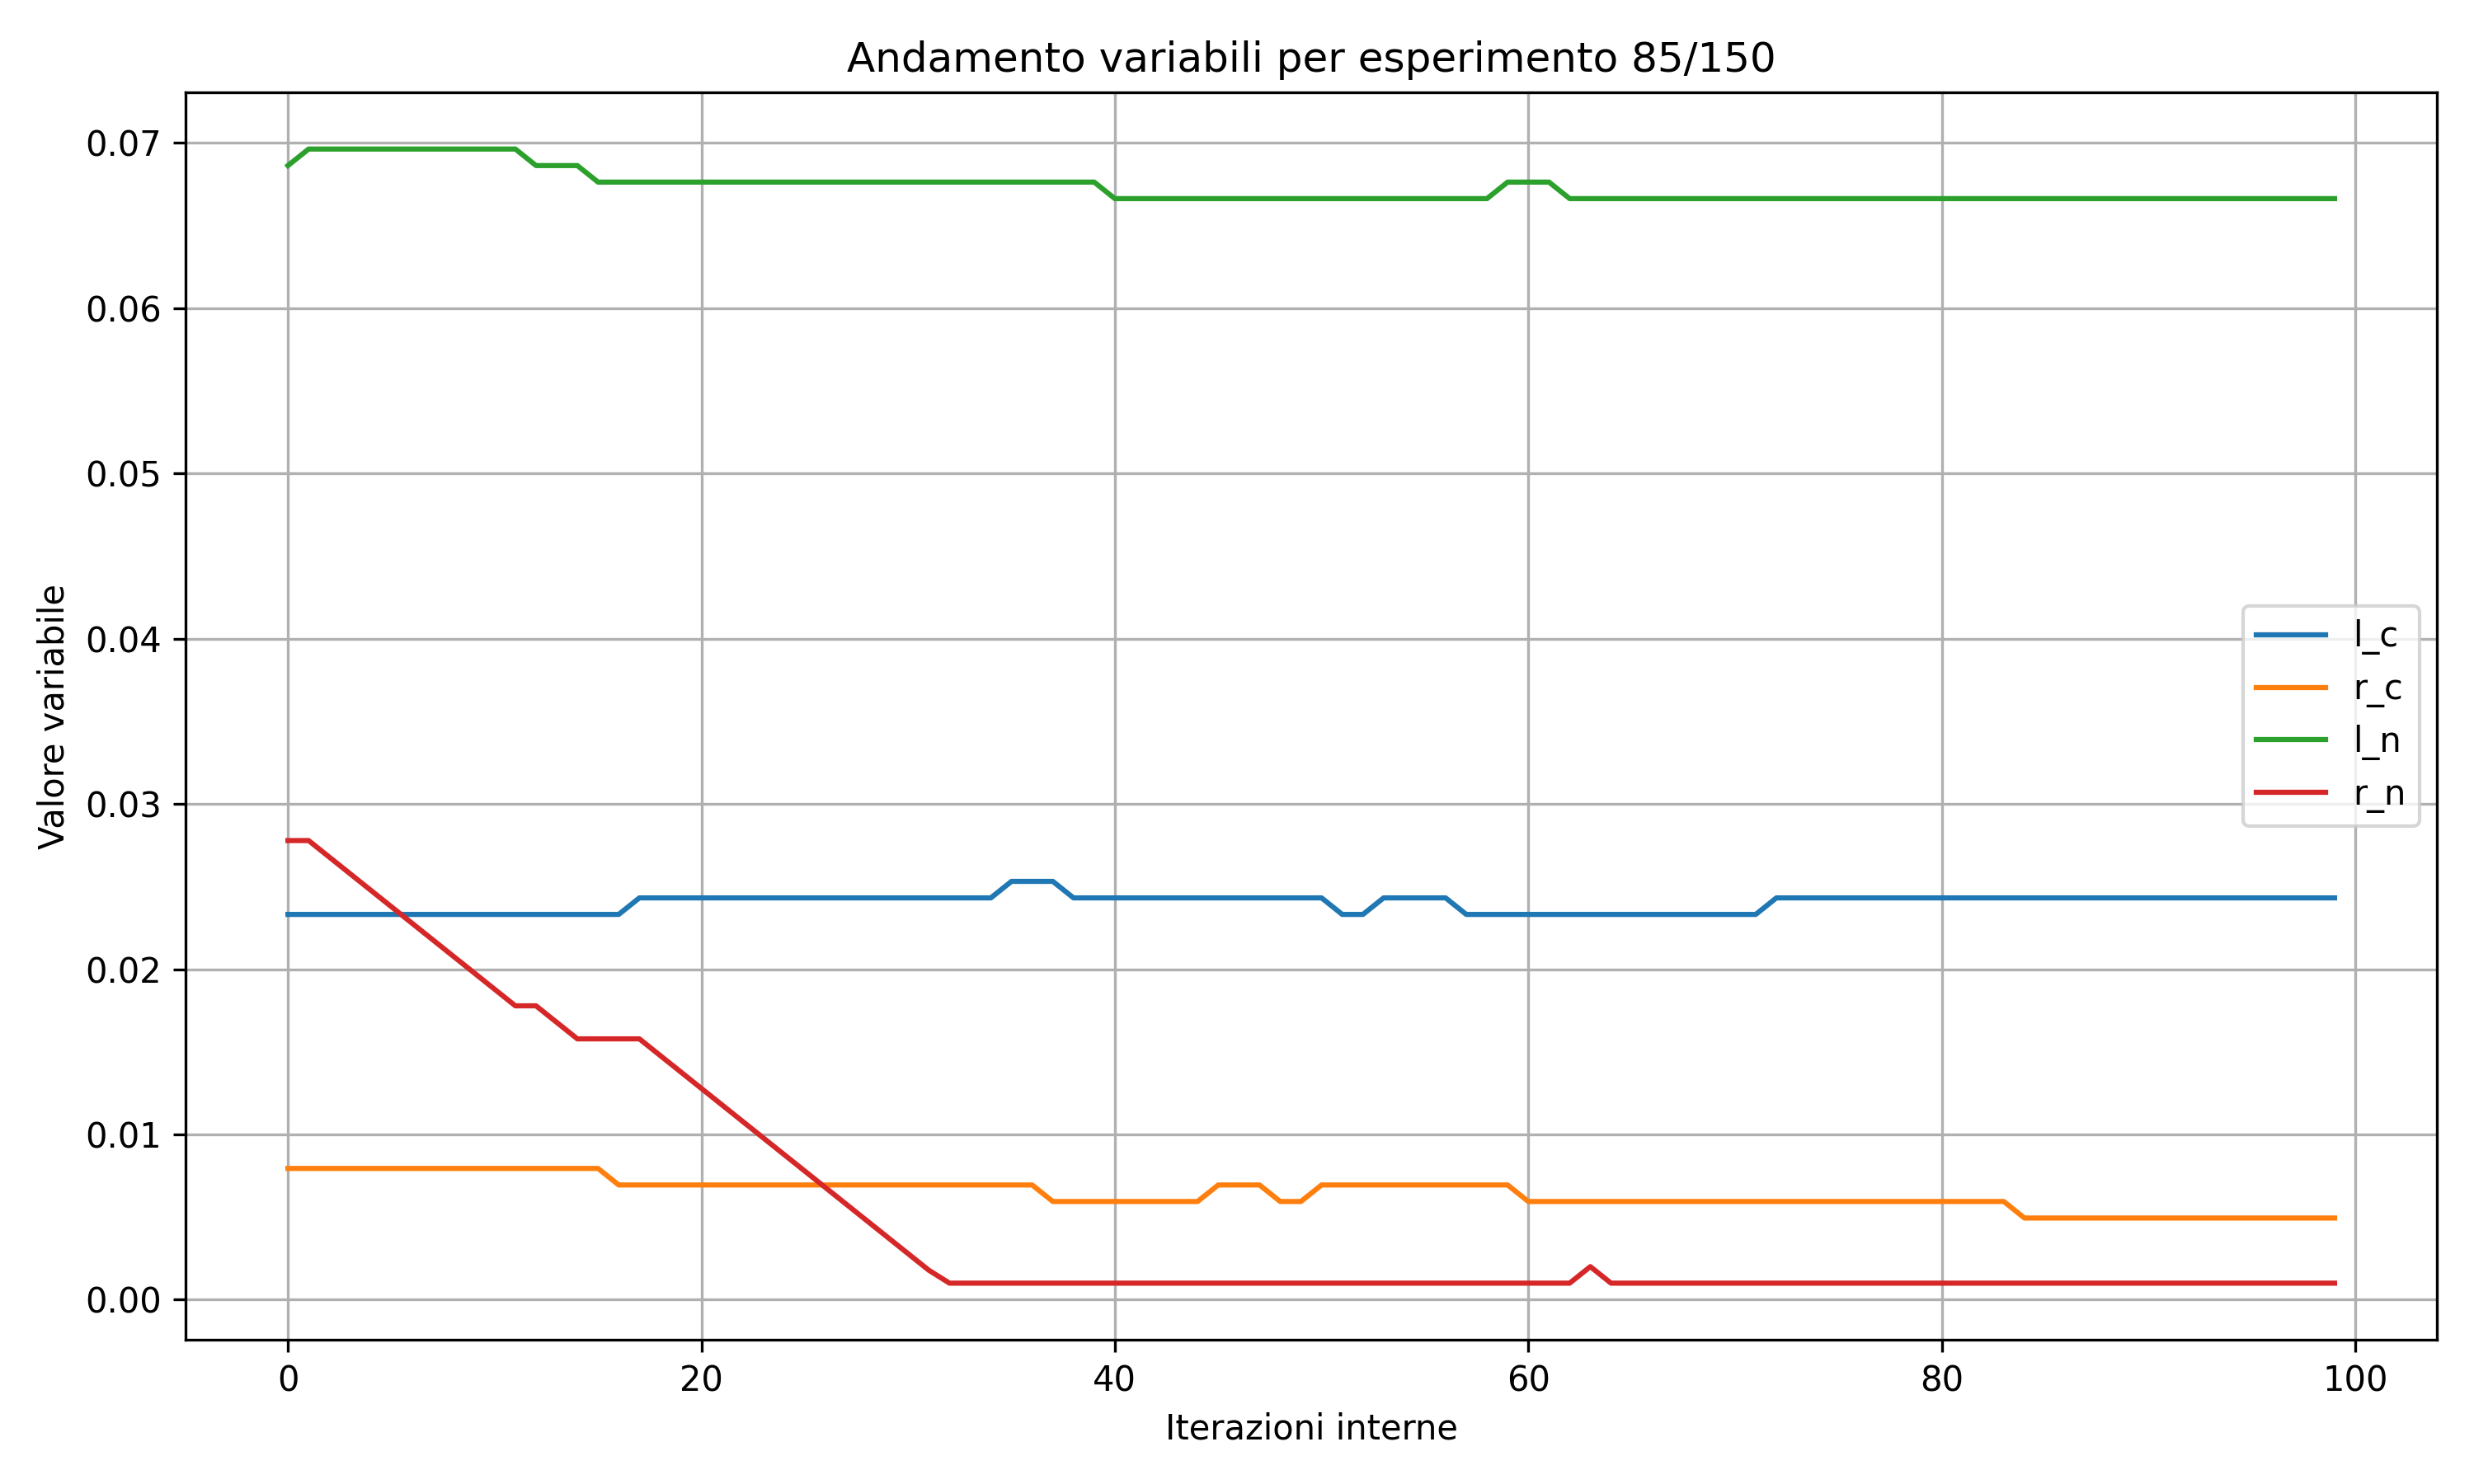 Andamento variabili per esperimento 85/150
Valore variabile
0.07
0.06
0.05
0.04
0.03
0.02
0.01
0.00
l_c
r_c
l_n
r_n
0 20 40 60 80 100
Iterazioni interne